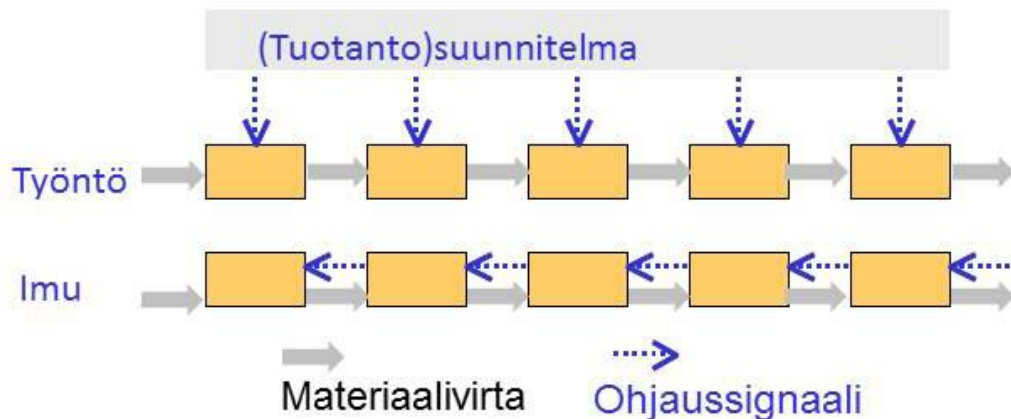 (Tuotanto)suunnitelma
Työntö
Imu
Materiaalivirta
Ohjaussignaali